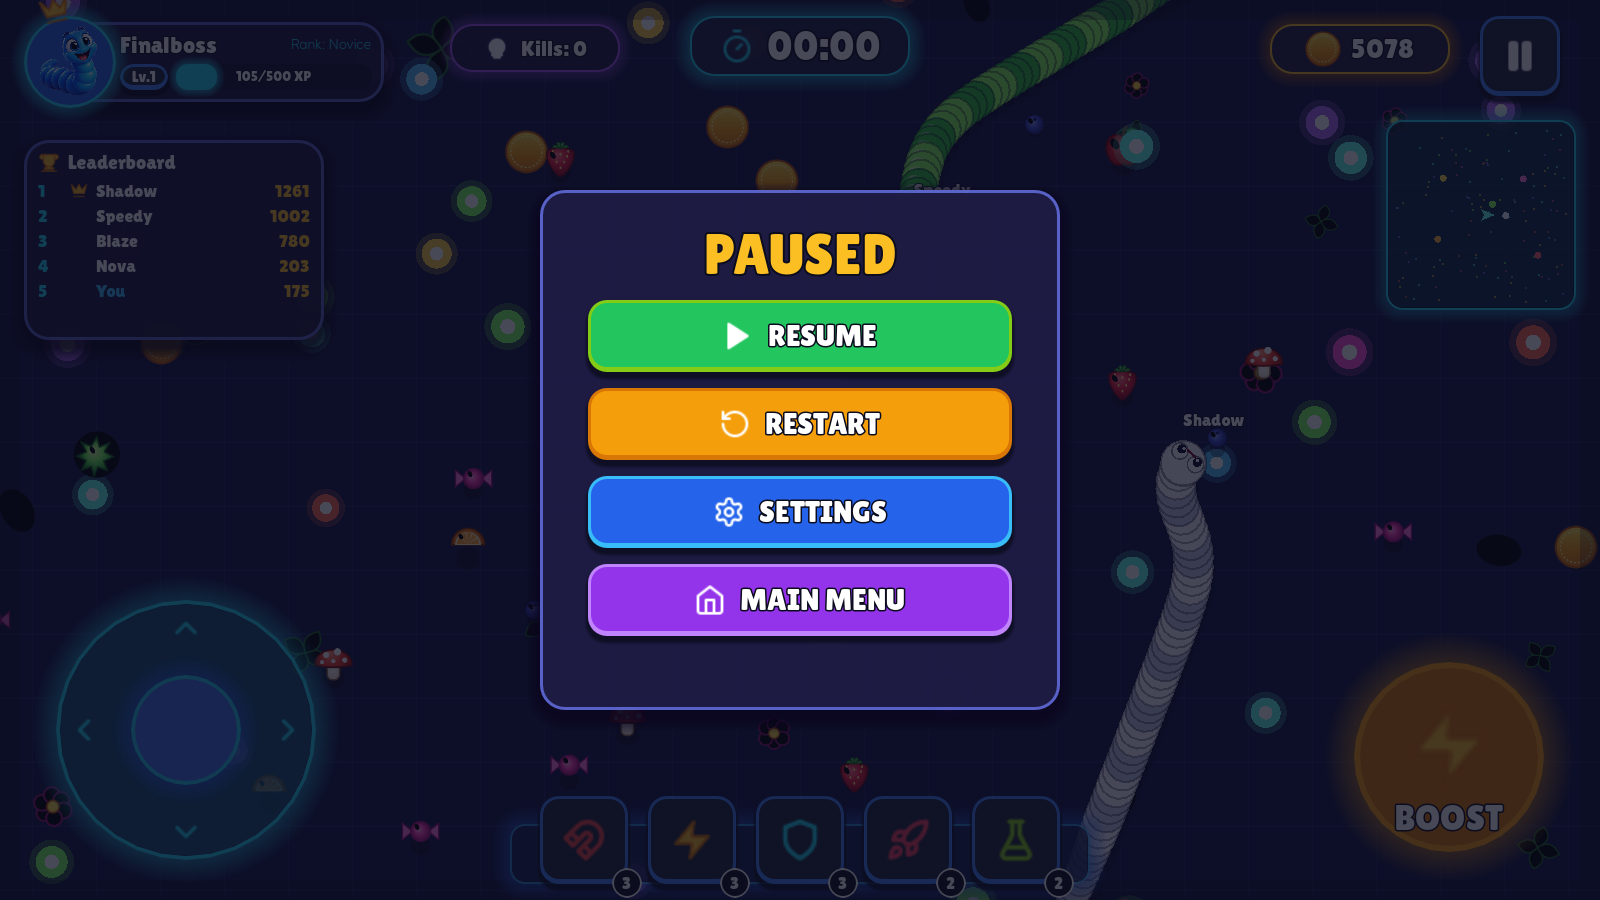 Finalboss
Rank: Novice
Lv.1
105/500 XP
Kills: 0
00:00
5078
Leaderboard
1 Shadow 1261
2 Speedy 1002
3 Blaze 780
4 Nova 203
5 You 175
Speedy
PAUSED
RESUME
RESTART
SETTINGS
MAIN MENU
Shadow
BOOST
3
3
3
2
2